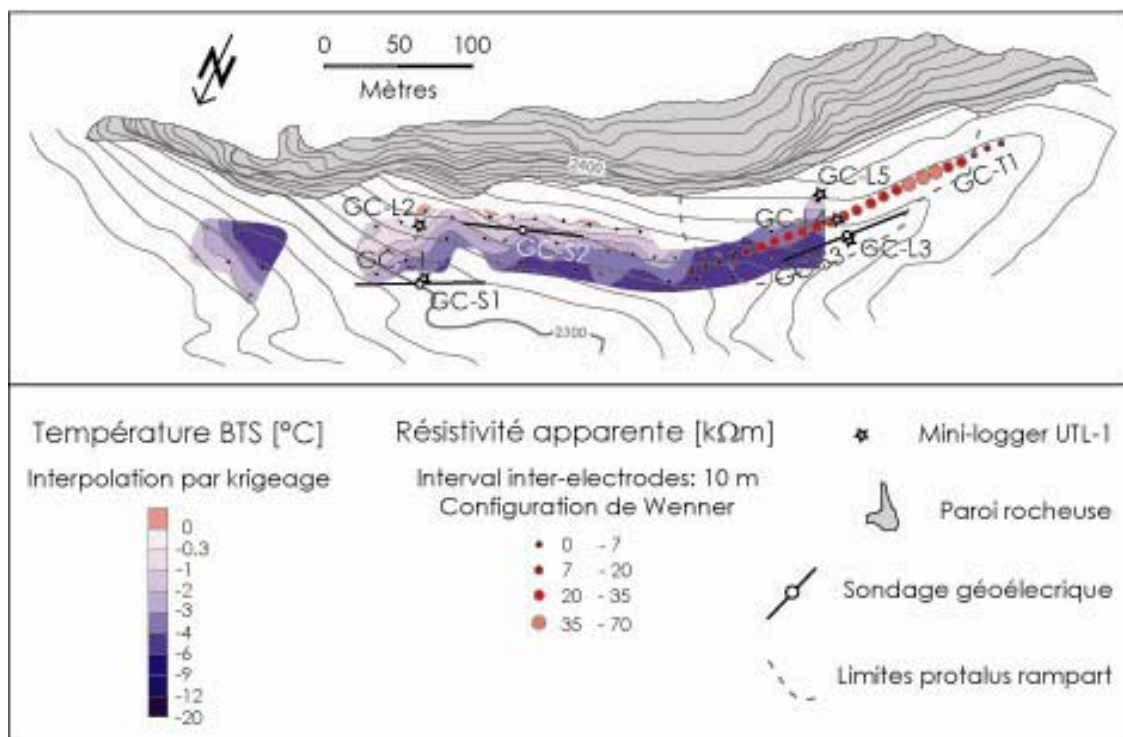 N
0 50 100
Mètres
2400
GC-L5
GC-T1
GC-L2
GC-L3
GC-S2
GC-S3
GC-S1
2300
Température BTS [°C]
Interpolation par krigeage
0
-0.3
-1
-2
-3
-4
-6
-9
-12
-20
Résistivité apparente [kΩm]
Interval inter-electrodes: 10 m
Configuration de Wenner
0 - 7
7 - 20
20 - 35
35 - 70
Mini-logger UTL-1
Paroi rocheuse
Sondage géoélecrique
Limites protalus rampart